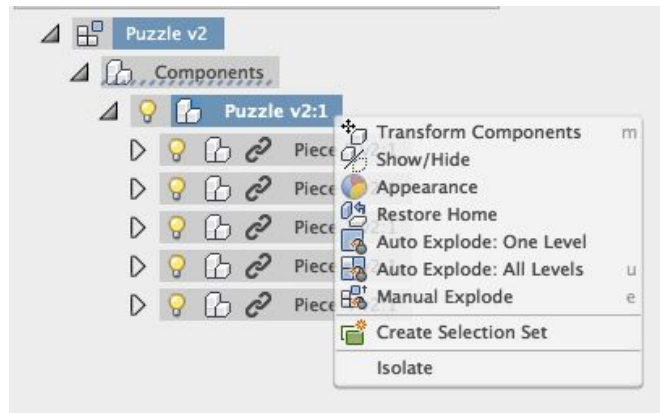 Puzzle v2
Components
Puzzle v2:1
Transform Components m
Show/Hide
Piece
Appearance
Piece
Restore Home
Piece
Auto Explode: One Level
Auto Explode: All Levels u
Piece
Manual Explode e
Piece
Create Selection Set
Isolate